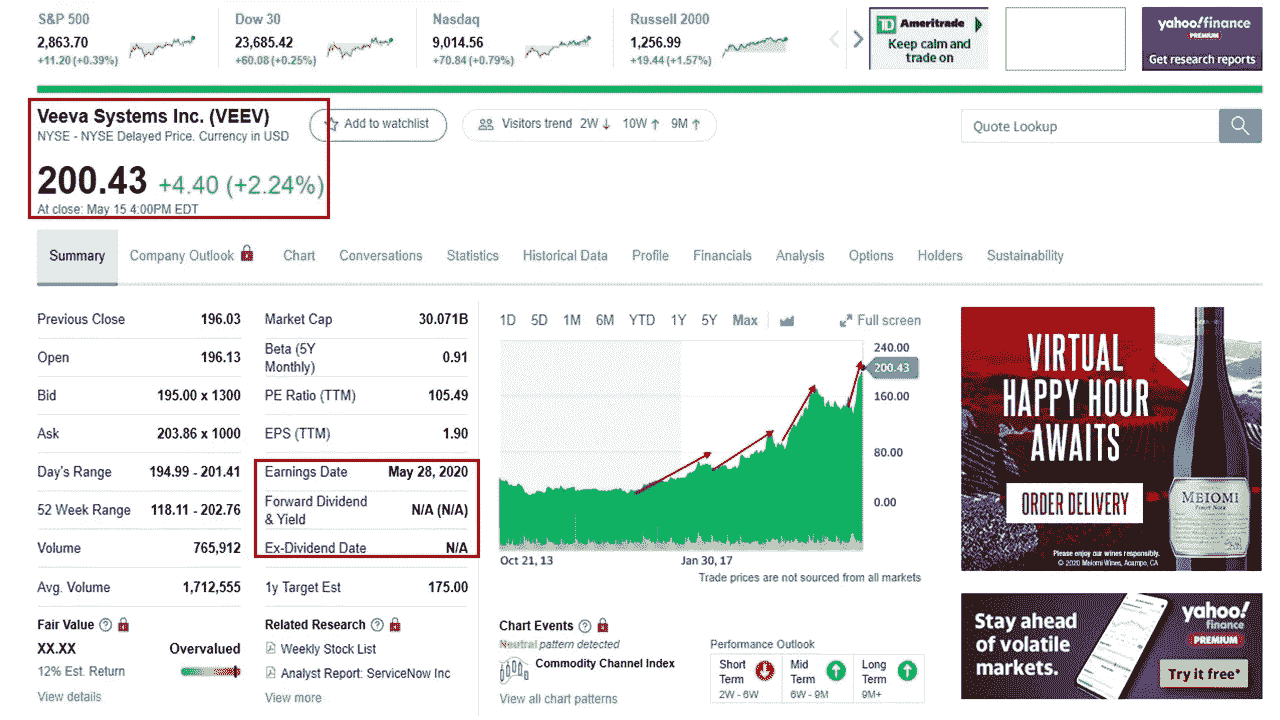 S&P 500
2,863.70
+11.20 (+0.39%)
Dow 30
23,685.42
+60.08 (+0.25%)
Nasdaq
9,014.56
+70.84 (+0.79%)
Russell 2000
1,256.99
+19.44 (+1.57%)
TD Ameritrade
Keep calm and
trade on
yahoo!finance
PREMIUM
Get research reports
Veeva Systems Inc. (VEEV)
NYSE - NYSE Delayed Price. Currency in USD
Add to watchlist
Visitors trend 2W ↓ 10W ↑ 9M ↑
Quote Lookup
200.43 +4.40 (+2.24%)
At close: May 15 4:00PM EDT
Summary
Company Outlook
Chart
Conversations
Statistics
Historical Data
Profile
Financials
Analysis
Options
Holders
Sustainability
Previous Close 196.03
Open 196.13
Bid 195.00 x 1300
Ask 203.86 x 1000
Day's Range 194.99 - 201.41
52 Week Range 118.11 - 202.76
Volume 765,912
Avg. Volume 1,712,555
Market Cap 30.071B
Beta (5Y
Monthly) 0.91
PE Ratio (TTM) 105.49
EPS (TTM) 1.90
Earnings Date May 28, 2020
Forward Dividend
& Yield N/A (N/A)
Ex-Dividend Date N/A
1y Target Est 175.00
Fair Value
XX.XX Overvalued
12% Est. Return
View details
Related Research
Weekly Stock List
Analyst Report: ServiceNow Inc
View more
1D 5D 1M 6M YTD 1Y 5Y Max
Full screen
240.00
200.43
160.00
80.00
0.00
Oct 21, 13
Jan 30, 17
Trade prices are not sourced from all markets
Chart Events
Neutral pattern detected
Commodity Channel Index
View all chart patterns
Performance Outlook
Short
Term
2W - 6W
Mid
Term
6W - 9M
Long
Term
9M+
VIRTUAL
HAPPY HOUR
AWAITS
ORDER DELIVERY
MEIOMI
Please enjoy our wines responsibly.
© 2020 Meiomi Wines, Acampo, CA
Stay ahead
of volatile
markets.
yahoo!
finance
PREMIUM
Try it free*